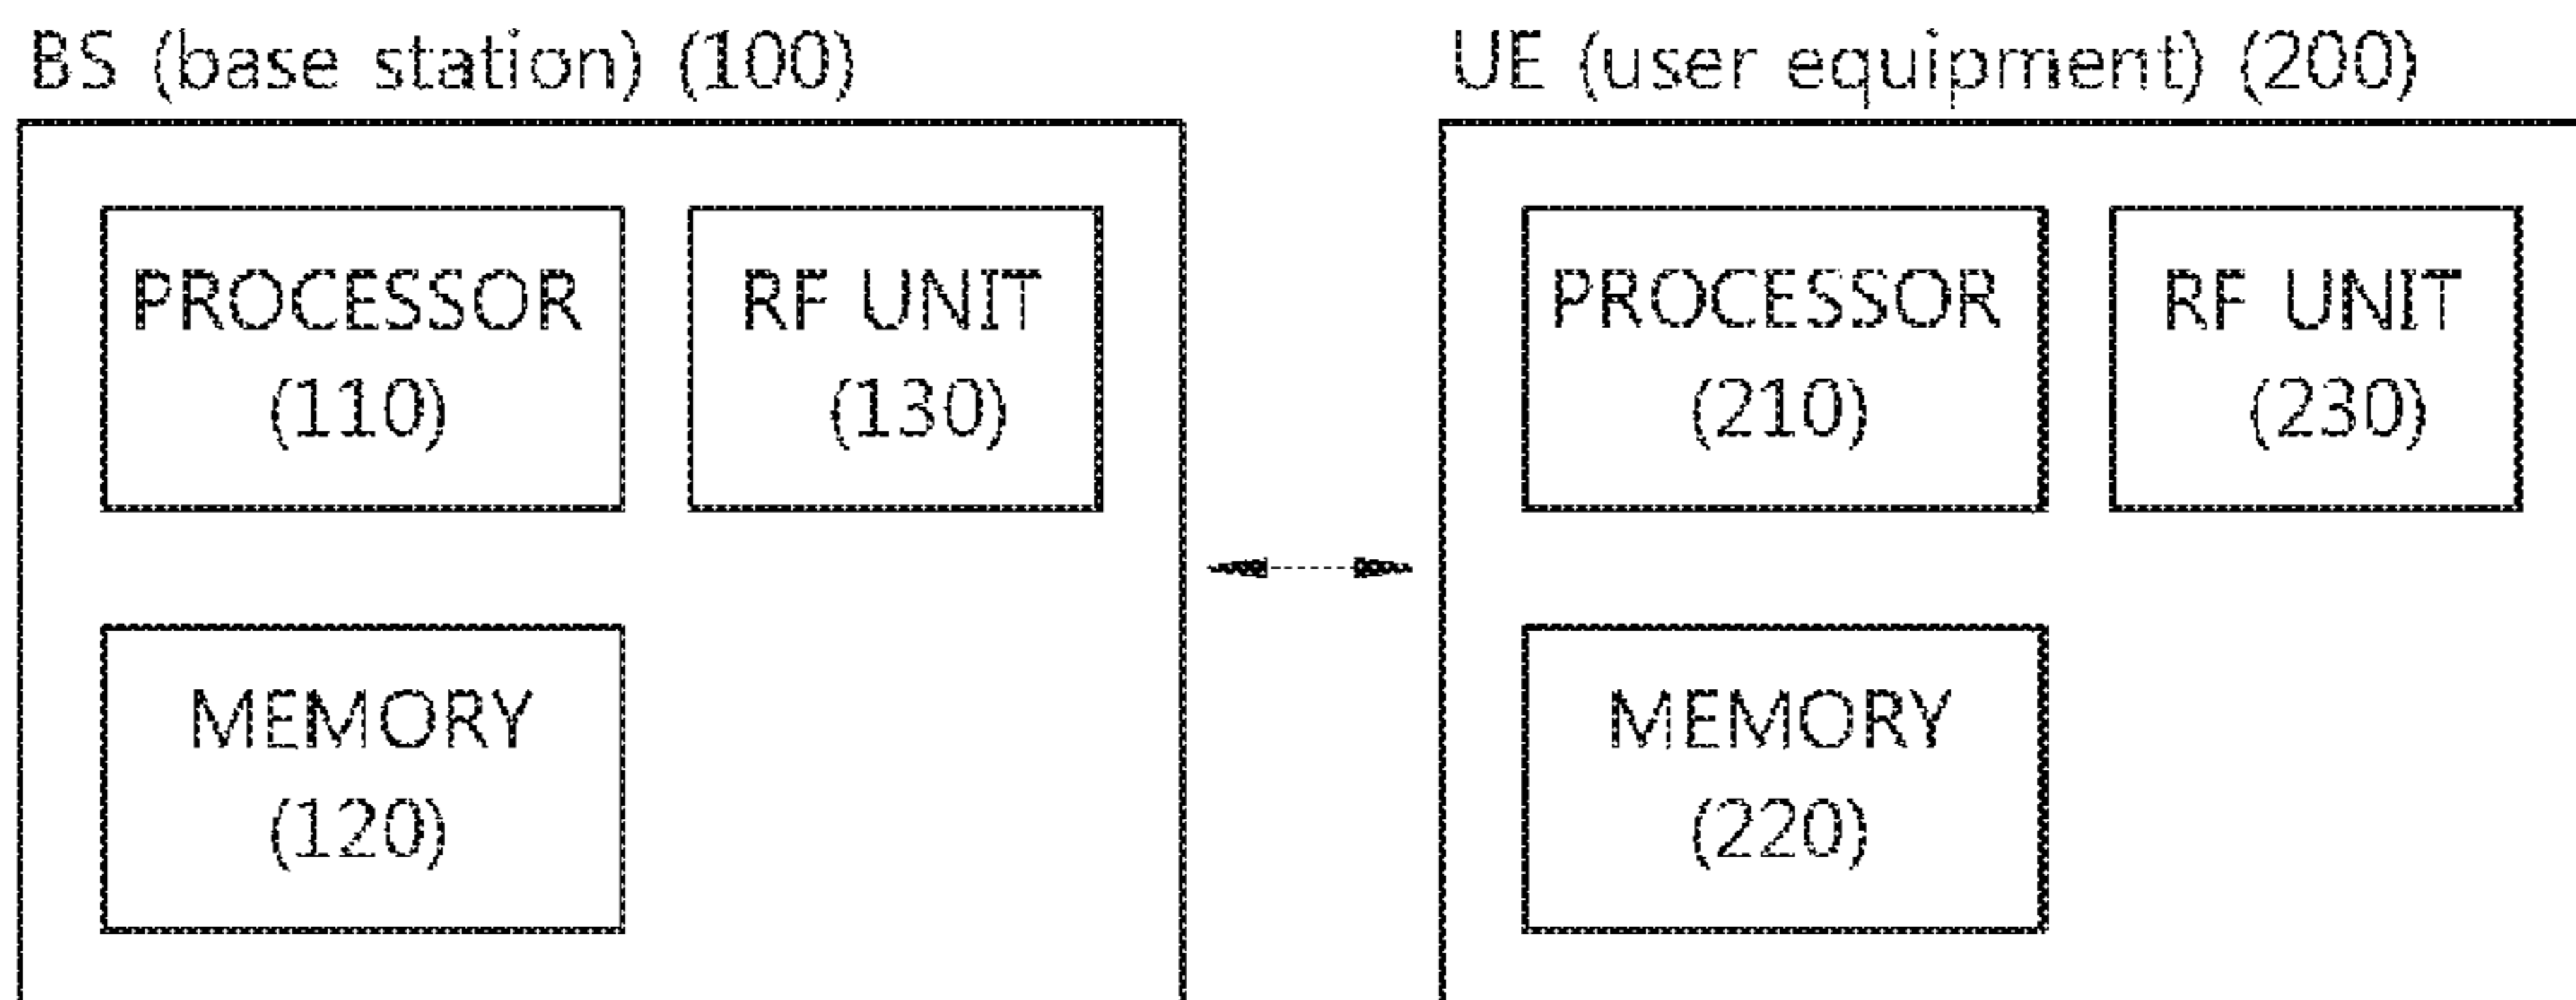 BS (base station) (100)
UE (user equipment) (200)
PROCESSOR
(110)
RF UNIT
(130)
PROCESSOR
(210)
RF UNIT
(230)
MEMORY
(120)
MEMORY
(220)